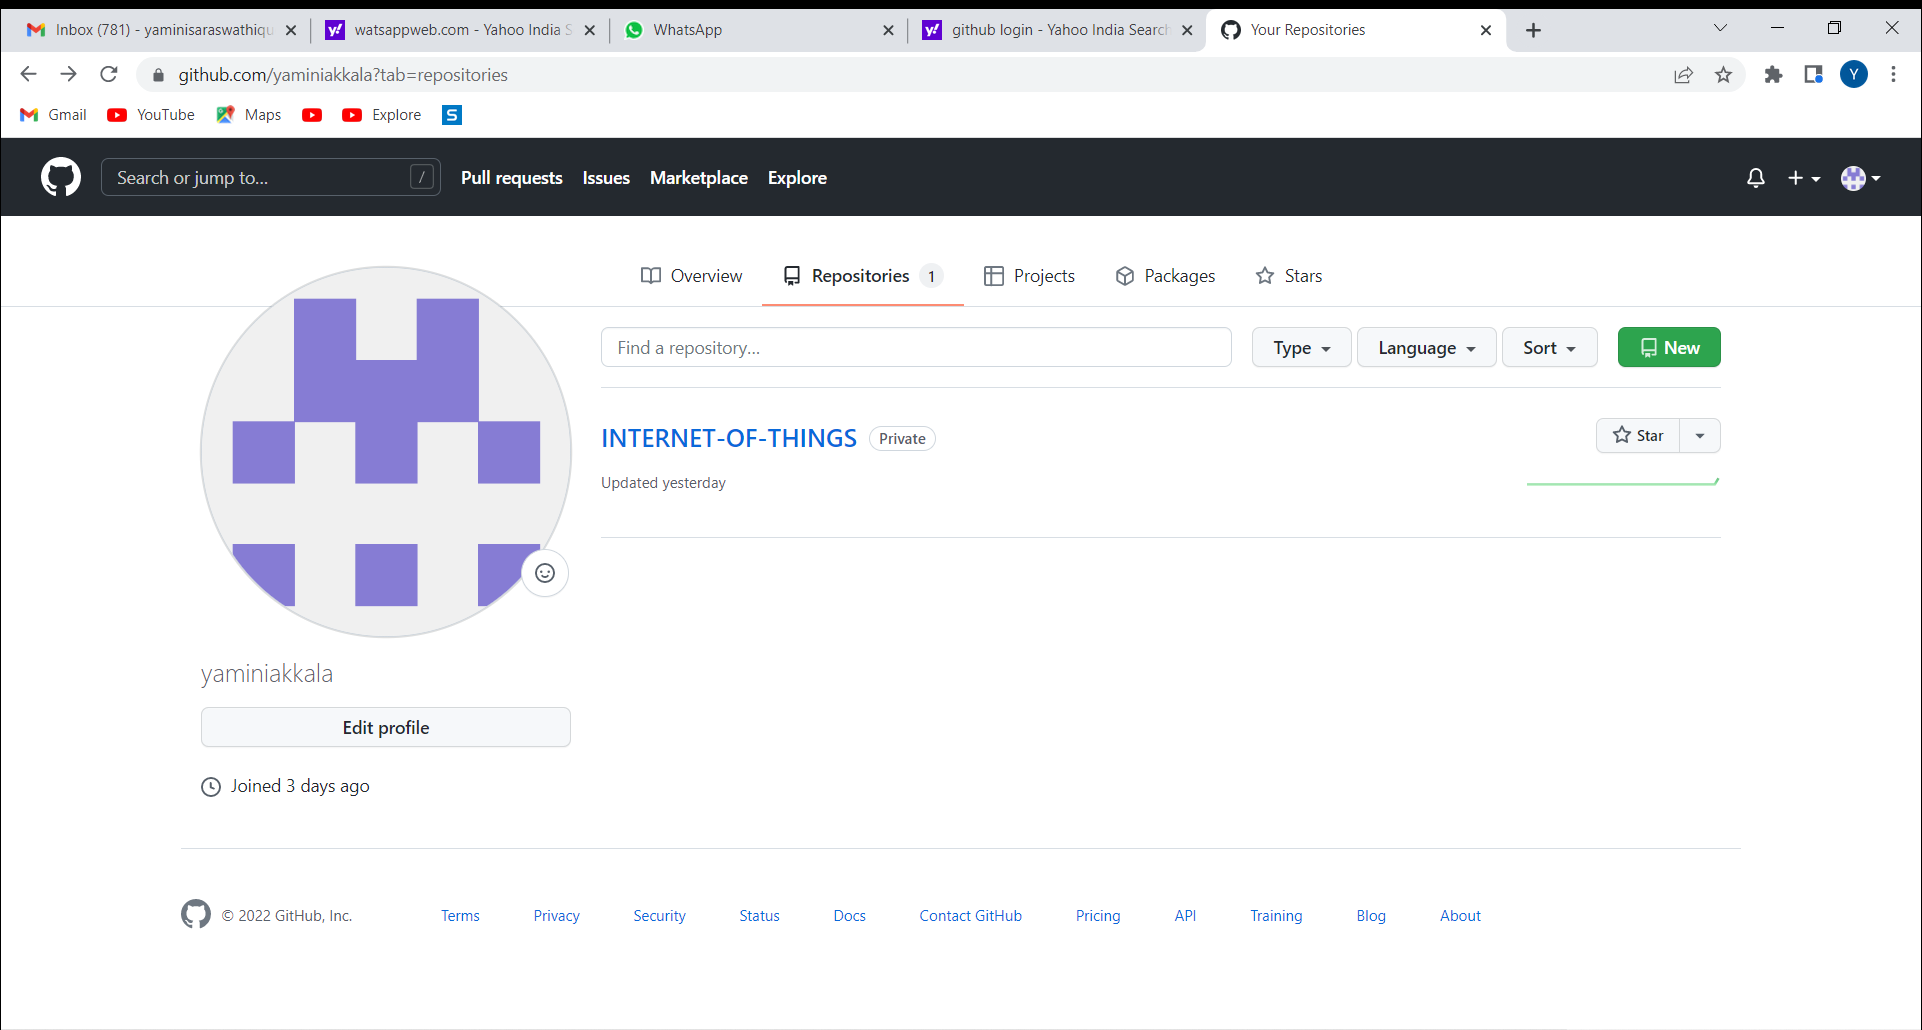 Inbox (781) - yaminisaraswathiqu
watsappweb.com - Yahoo India S
WhatsApp
github login - Yahoo India Search
Your Repositories
github.com/yaminiakkala?tab=repositories
Y
Gmail YouTube Maps Explore S
Search or jump to... / Pull requests Issues Marketplace Explore
Overview Repositories 1 Projects Packages Stars
Find a repository... Type Language Sort New
INTERNET-OF-THINGS Private Star
Updated yesterday
yaminiakkala
Edit profile
Joined 3 days ago
© 2022 GitHub, Inc. Terms Privacy Security Status Docs Contact GitHub Pricing API Training Blog About